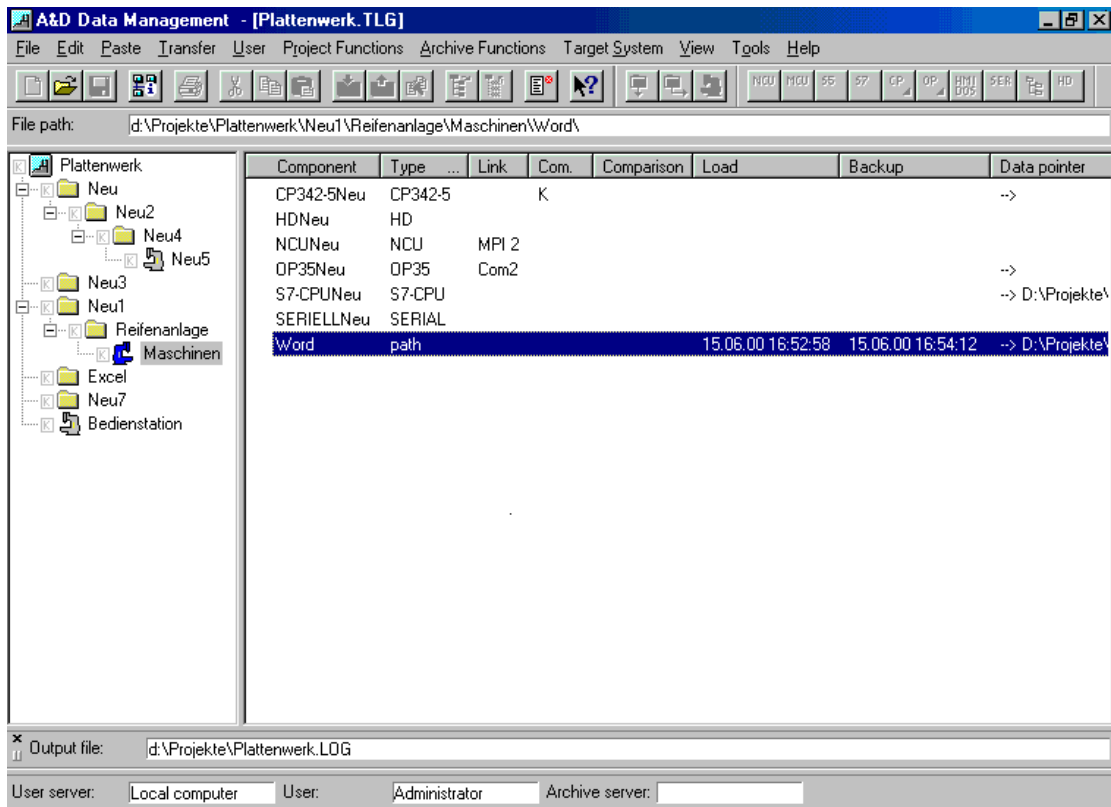 A&D Data Management - [Plattenwerk.TLG]
File Edit Paste Transfer User Project Functions Archive Functions Target System View Tools Help
NCU MCU S5 S7 CP OP HMI DOS SER HD
File path: d:\Projekte\Plattenwerk\Neu1\Reifenanlage\Maschinen\Word\
K Plattenwerk
K Neu
K Neu2
K Neu4
K Neu5
K Neu3
K Neu1
K Reifenanlage
K Maschinen
K Excel
K Neu7
K Bedienstation
Component Type ... Link Com. Comparison Load Backup Data pointer
CP342-5Neu CP342-5 K -->
HDNeu HD
NCUNeu NCU MPI 2
OP35Neu OP35 Com2 -->
S7-CPUNeu S7-CPU --> D:\Projekte\
SERIELLNeu SERIAL
Word path 15.06.00 16:52:58 15.06.00 16:54:12 --> D:\Projekte\
Output file: d:\Projekte\Plattenwerk.LOG
User server: Local computer User: Administrator Archive server: